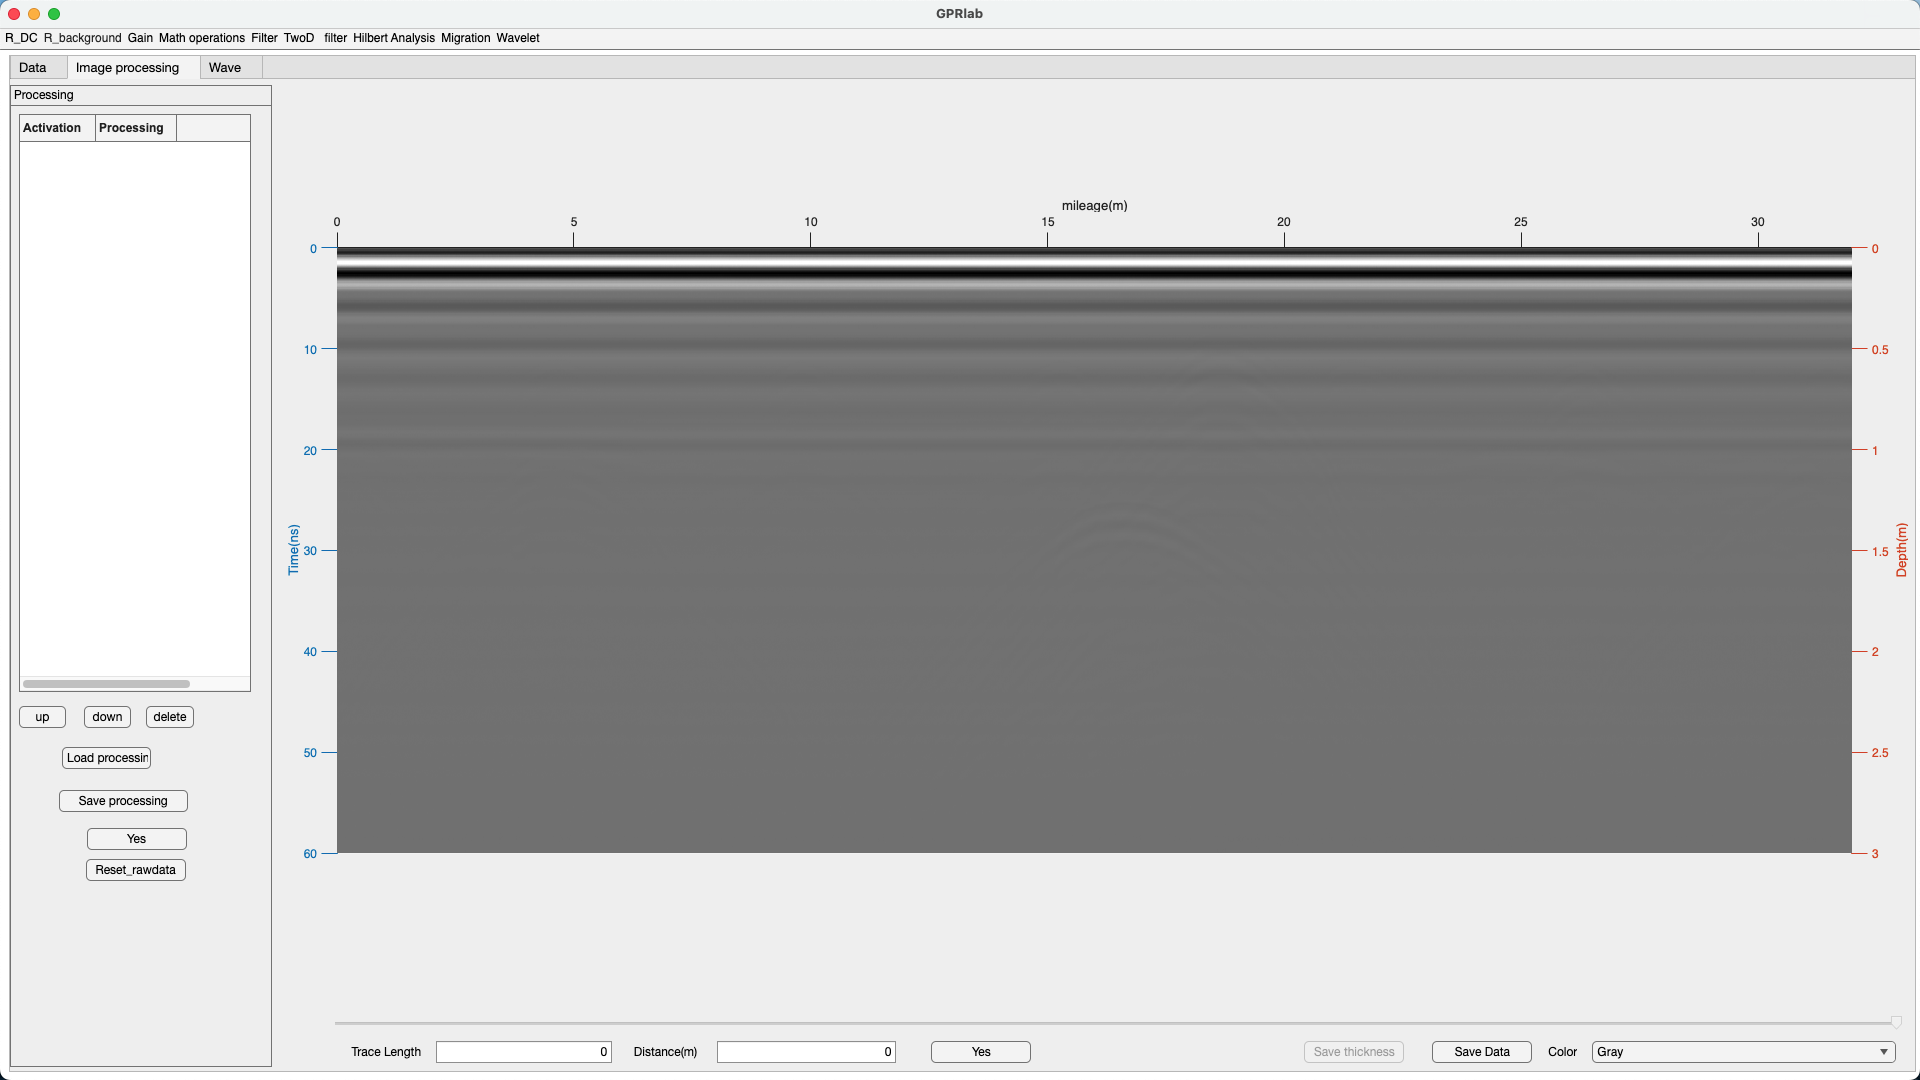 GPRlab
R_DC R_background Gain Math operations Filter TwoD filter Hilbert Analysis Migration Wavelet
Data Image processing Wave
Processing
Activation Processing
up down delete
Load processin
Save processing
Yes
Reset_rawdata
mileage(m)
0 5 10 15 20 25 30
0 0
10 0.5
20 1
Time(ns)
30 1.5
Depth(m)
40 2
50 2.5
60 3
Trace Length 0 Distance(m) 0 Yes Save thickness Save Data Color Gray